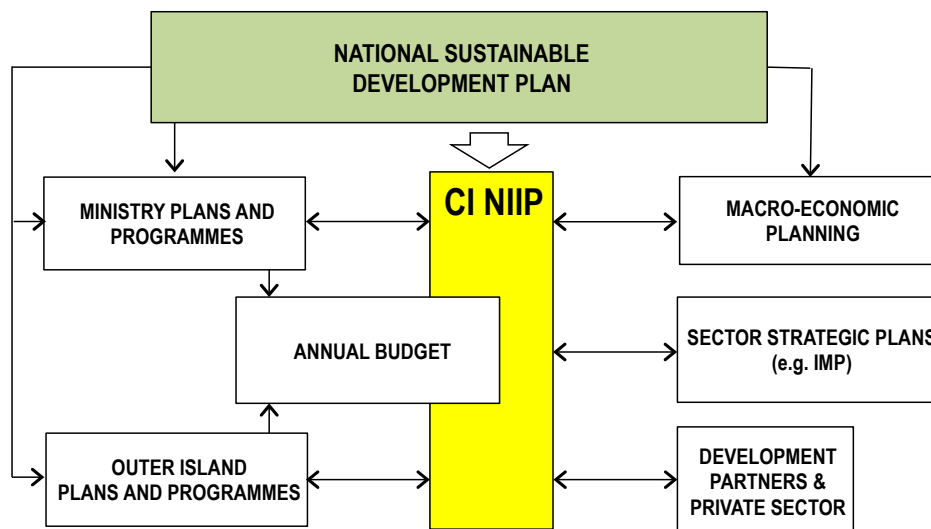 NATIONAL SUSTAINABLE
DEVELOPMENT PLAN
CI NIIP
MINISTRY PLANS AND
PROGRAMMES
MACRO-ECONOMIC
PLANNING
ANNUAL BUDGET
SECTOR STRATEGIC PLANS
(e.g. IMP)
OUTER ISLAND
PLANS AND PROGRAMMES
DEVELOPMENT
PARTNERS &
PRIVATE SECTOR